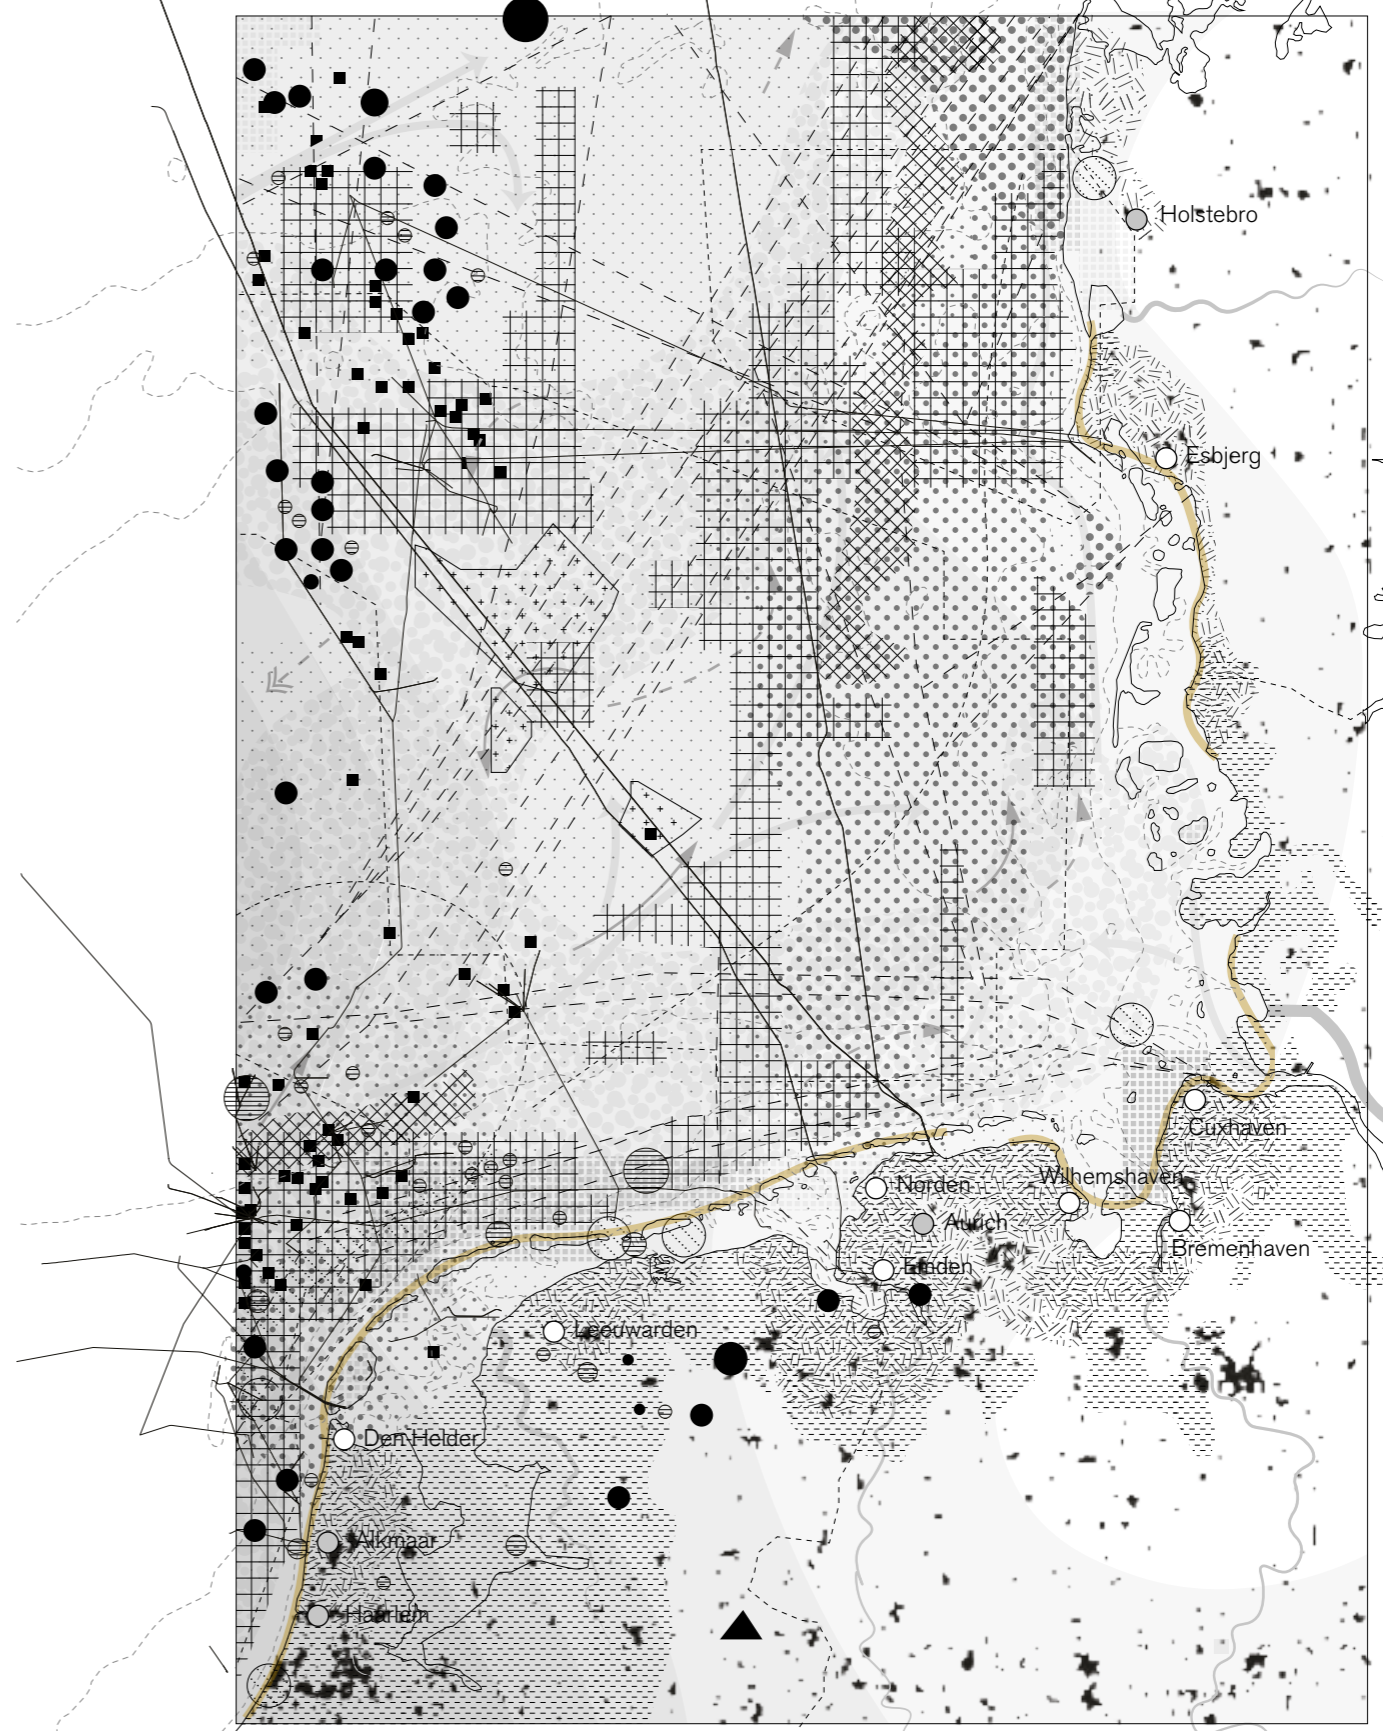 Holstebro
Esbjerg
Cuxhaven
Wilhemshaven
Norden
Aurich
Bremenhaven
Emden
Leeuwarden
Den Helder
Alkmaar
Haarlem